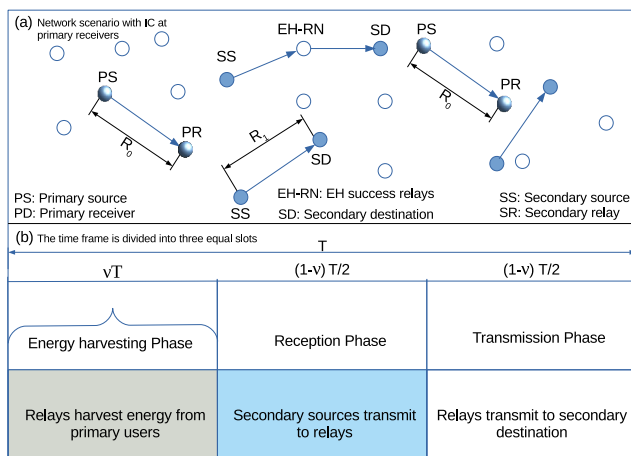 (a) Network scenario with IC at
primary receivers
EH-RN
SD
SS
PS
PR
R0
PS
PR
R0
R1
SD
SS
PS: Primary source
PD: Primary receiver
EH-RN: EH success relays
SD: Secondary destination
SS: Secondary source
SR: Secondary relay
(b) The time frame is divided into three equal slots
T
νT
(1-ν) T/2
(1-ν) T/2
Energy harvesting Phase
Reception Phase
Transmission Phase
Relays harvest energy from
primary users
Secondary sources transmit
to relays
Relays transmit to secondary
destination